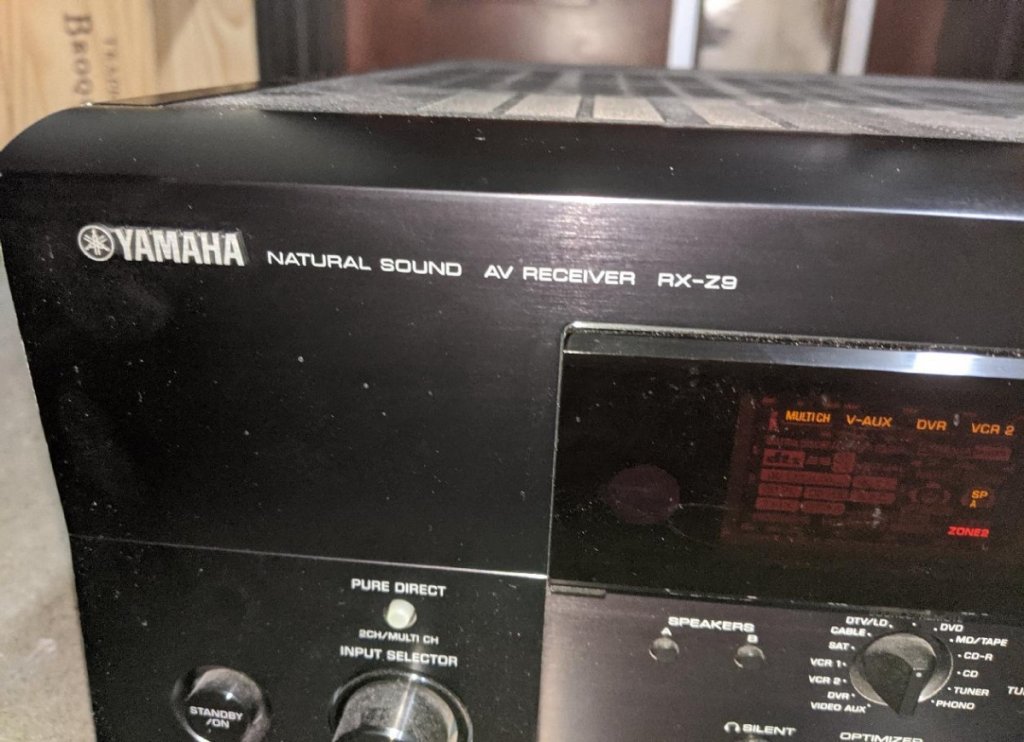 BROQ
YAMAHA NATURAL SOUND AV RECEIVER RX-Z9
MULTI CH V-AUX DVR VCR 2
dts
SP
A
ZONE2
PURE DIRECT
2CH/MULTI CH
INPUT SELECTOR
STANDBY
/ON
SPEAKERS
A B
DTV/LD
CABLE
SAT
VCR 1
VCR 2
DVR
VIDEO AUX
DVD
MD/TAPE
CD-R
CD
TUNER
PHONO
SILENT
OPTIMIZER